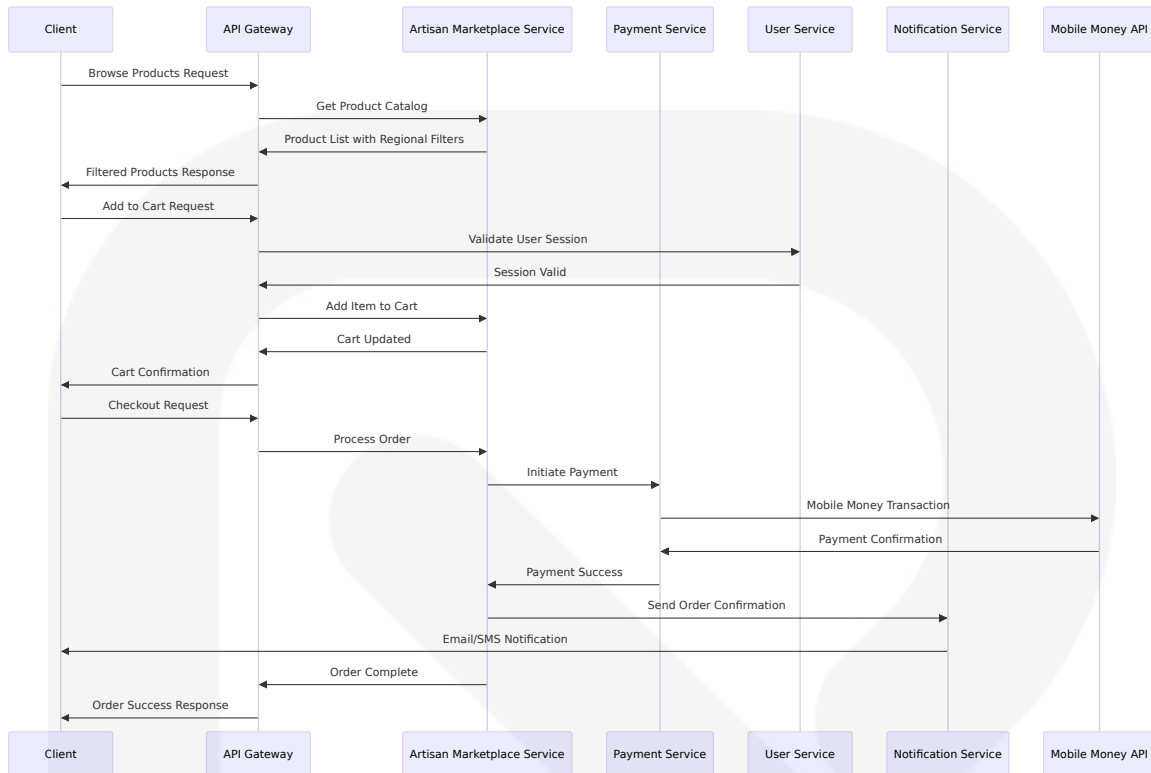 Client
API Gateway
Artisan Marketplace Service
Payment Service
User Service
Notification Service
Mobile Money API
Browse Products Request
Get Product Catalog
Product List with Regional Filters
Filtered Products Response
Add to Cart Request
Validate User Session
Session Valid
Add Item to Cart
Cart Updated
Cart Confirmation
Checkout Request
Process Order
Initiate Payment
Mobile Money Transaction
Payment Confirmation
Payment Success
Send Order Confirmation
Email/SMS Notification
Order Complete
Order Success Response
Client
API Gateway
Artisan Marketplace Service
Payment Service
User Service
Notification Service
Mobile Money API